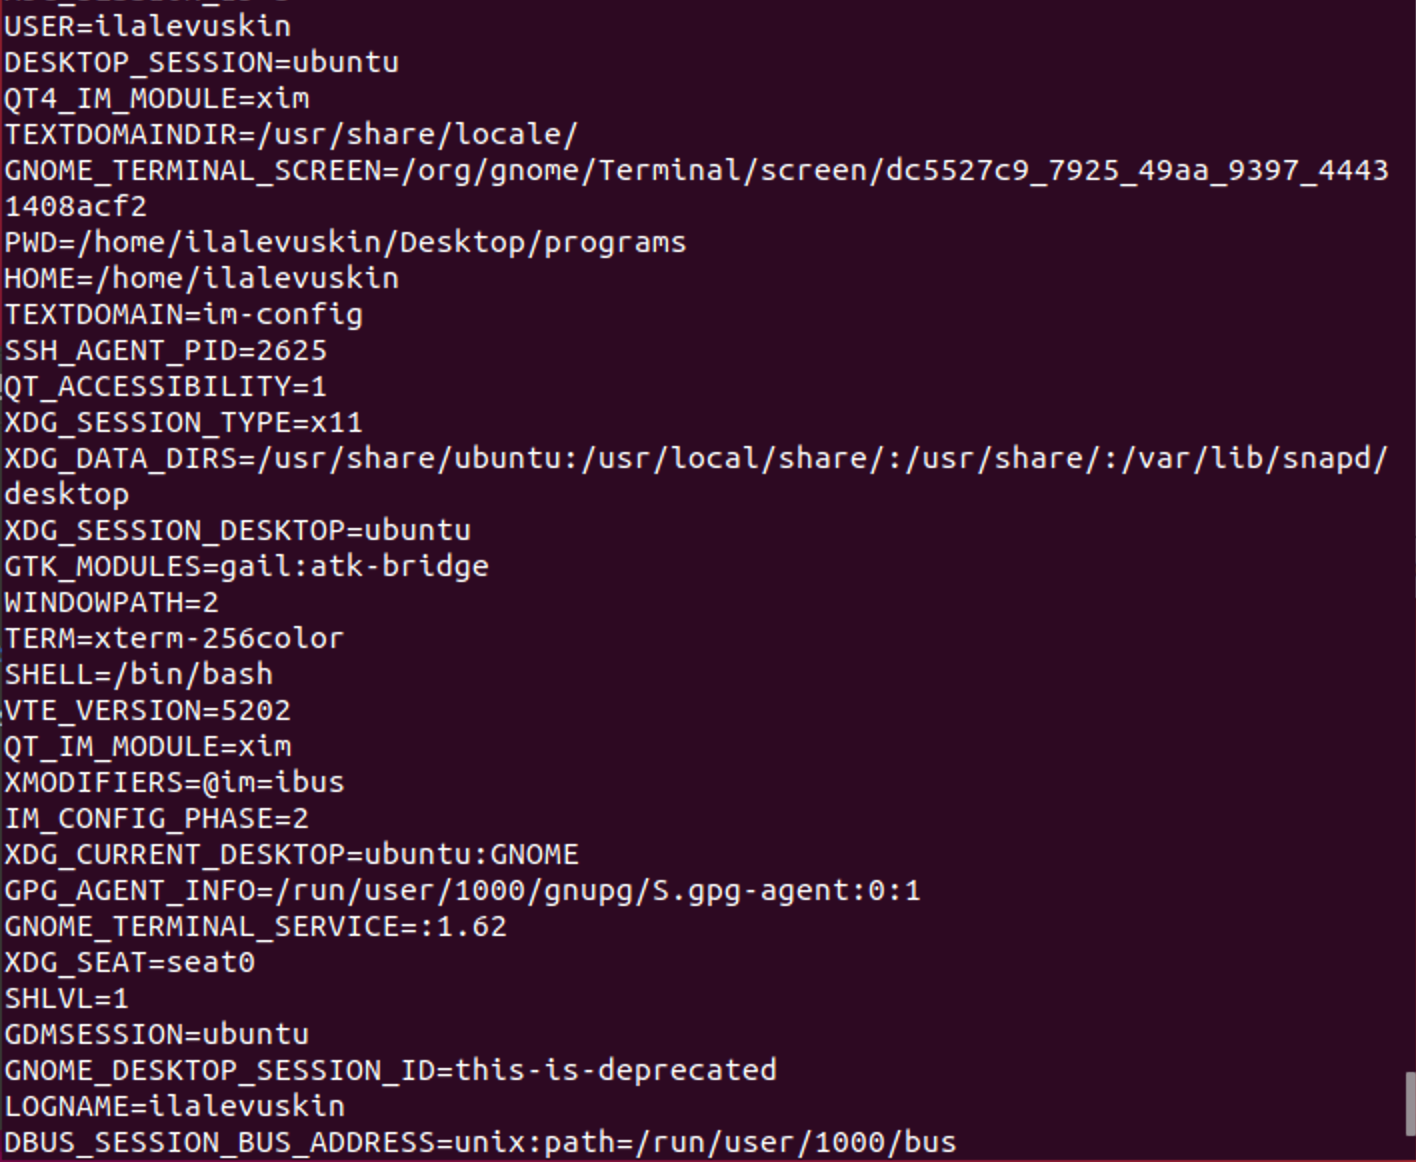 USER=ilalevuskin
DESKTOP_SESSION=ubuntu
QT4_IM_MODULE=xim
TEXTDOMAINDIR=/usr/share/locale/
GNOME_TERMINAL_SCREEN=/org/gnome/Terminal/screen/dc5527c9_7925_49aa_9397_4443
1408acf2
PWD=/home/ilalevuskin/Desktop/programs
HOME=/home/ilalevuskin
TEXTDOMAIN=im-config
SSH_AGENT_PID=2625
QT_ACCESSIBILITY=1
XDG_SESSION_TYPE=x11
XDG_DATA_DIRS=/usr/share/ubuntu:/usr/local/share/:/usr/share/:/var/lib/snapd/
desktop
XDG_SESSION_DESKTOP=ubuntu
GTK_MODULES=gail:atk-bridge
WINDOWPATH=2
TERM=xterm-256color
SHELL=/bin/bash
VTE_VERSION=5202
QT_IM_MODULE=xim
XMODIFIERS=@im=ibus
IM_CONFIG_PHASE=2
XDG_CURRENT_DESKTOP=ubuntu:GNOME
GPG_AGENT_INFO=/run/user/1000/gnupg/S.gpg-agent:0:1
GNOME_TERMINAL_SERVICE=:1.62
XDG_SEAT=seat0
SHLVL=1
GDMSESSION=ubuntu
GNOME_DESKTOP_SESSION_ID=this-is-deprecated
LOGNAME=ilalevuskin
DBUS_SESSION_BUS_ADDRESS=unix:path=/run/user/1000/bus